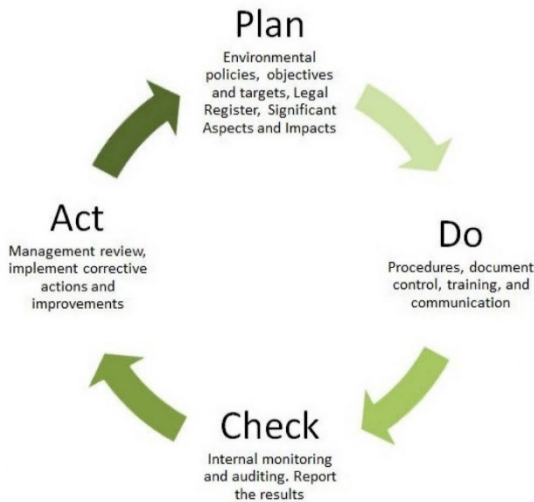 Plan
Environmental
policies, objectives
and targets, Legal
Register, Significant
Aspects and Impacts
Do
Procedures, document
control, training, and
communication
Check
Internal monitoring
and auditing. Report
the results
Act
Management review,
implement corrective
actions and
improvements